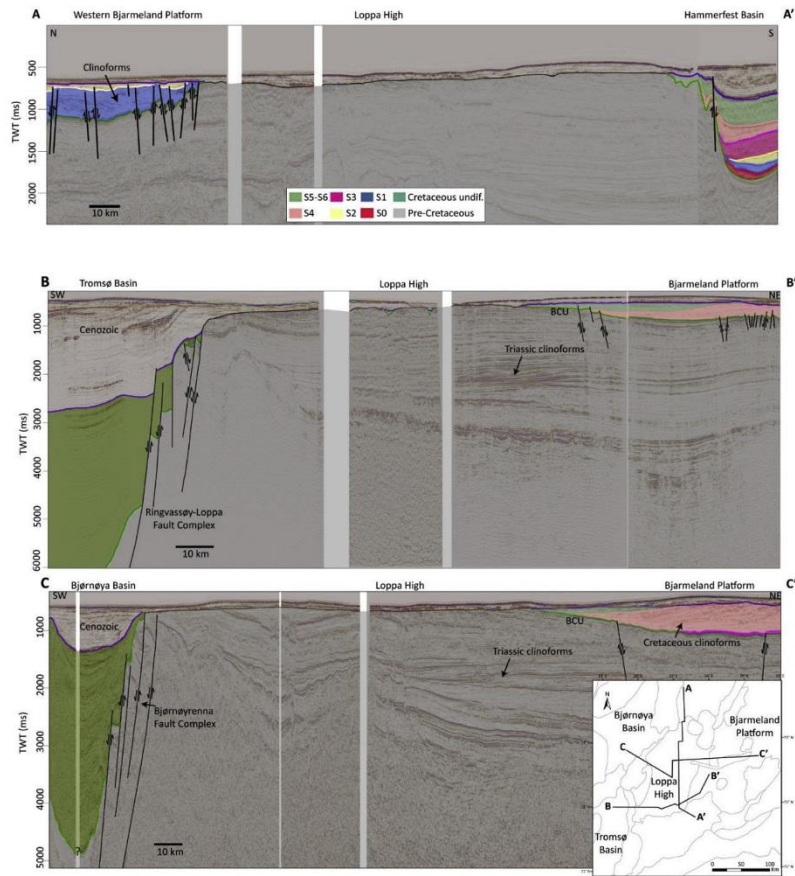 A Western Bjarmeland Platform Loppa High Hammerfest Basin A'
N S
Clinoforms
500
1000
1500
2000
TWT (ms)
10 km
S5-S6 S3 S1 Cretaceous undif.
S4 S2 S0 Pre-Cretaceous
B Tromsø Basin Loppa High Bjarmeland Platform B'
SW NE
Cenozoic
BCU
Triassic clinoforms
1000
2000
3000
4000
5000
6000
TWT (ms)
Ringvassøy-Loppa
Fault Complex
10 km
C Bjørnøya Basin Loppa High Bjarmeland Platform C'
SW NE
Cenozoic
BCU
Cretaceous clinoforms
Triassic clinoforms
Bjørnøyrenna
Fault Complex
1000
2000
3000
4000
5000
TWT (ms)
?
10 km
N
A
Bjørnøya
Basin
Bjarmeland
Platform
C
C'
Loppa
High
B'
B
A'
Tromsø
Basin
0 50 100